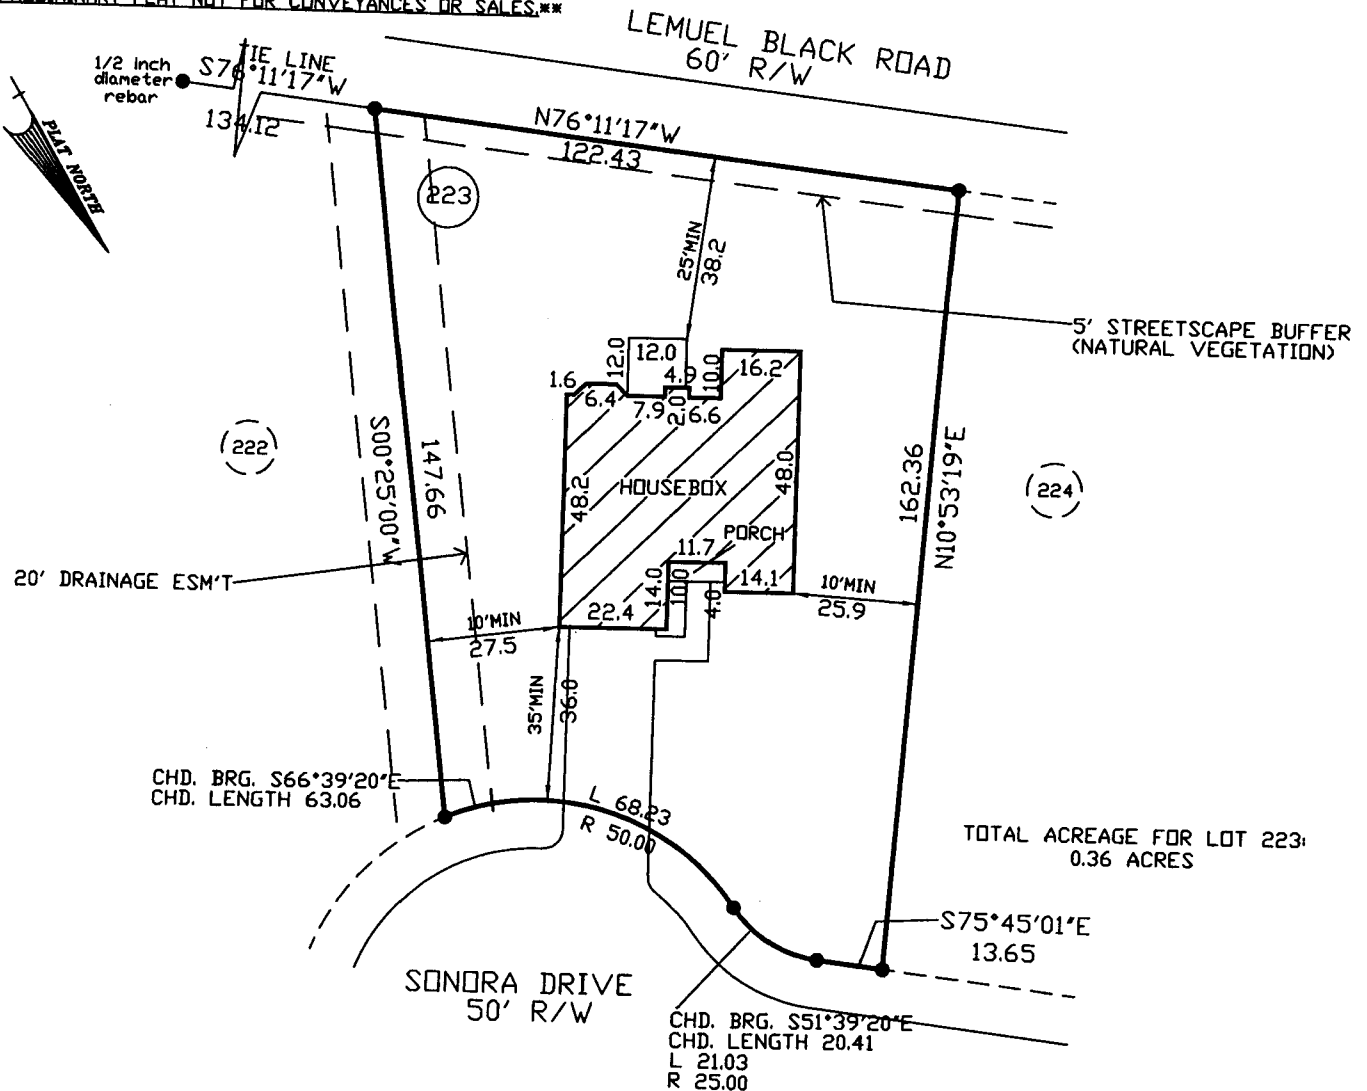 PRELIMINARY PLAT NOT FOR CONVEYANCES OR SALES.**
LEMUEL BLACK ROAD
60' R/W
1/2 inch
diameter
rebar
TIE LINE
S76°11'17"W
134.12
PLAT NORTH
N76°11'17"W
122.43
223
25'MIN
38.2
5' STREETSCAPE BUFFER
(NATURAL VEGETATION)
12.0
12.0
4.9
10.0
16.2
1.6
6.4
7.9
2.0
6.6
222
S00°25'00"W
147.66
48.2
HOUSEBOX
48.0
162.36
N10°53'19"E
224
PORCH
11.7
20' DRAINAGE ESM'T
14.0
10.0
4.0
14.1
22.4
10'MIN
25.9
10'MIN
27.5
35'MIN
36.0
CHD. BRG. S66°39'20"E
CHD. LENGTH 63.06
L 68.23
R 50.00
TOTAL ACREAGE FOR LOT 223:
0.36 ACRES
S75°45'01"E
13.65
SONORA DRIVE
50' R/W
CHD. BRG. S51°39'20"E
CHD. LENGTH 20.41
L 21.03
R 25.00